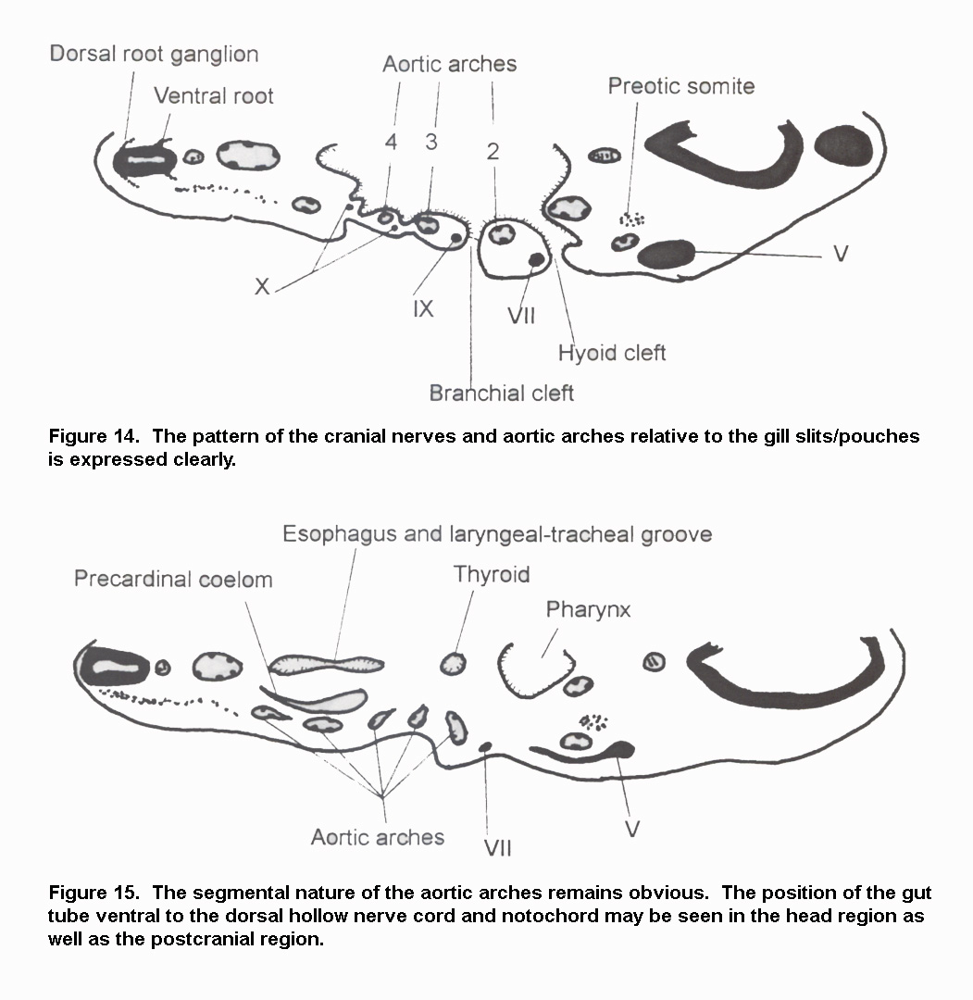 Dorsal root ganglion
Ventral root
Aortic arches
Preotic somite
4 3 2
X
IX
VII
V
Hyoid cleft
Branchial cleft
Figure 14. The pattern of the cranial nerves and aortic arches relative to the gill slits/pouches
is expressed clearly.
Esophagus and laryngeal-tracheal groove
Precardinal coelom
Thyroid
Pharynx
Aortic arches
VII
V
Figure 15. The segmental nature of the aortic arches remains obvious. The position of the gut
tube ventral to the dorsal hollow nerve cord and notochord may be seen in the head region as
well as the postcranial region.